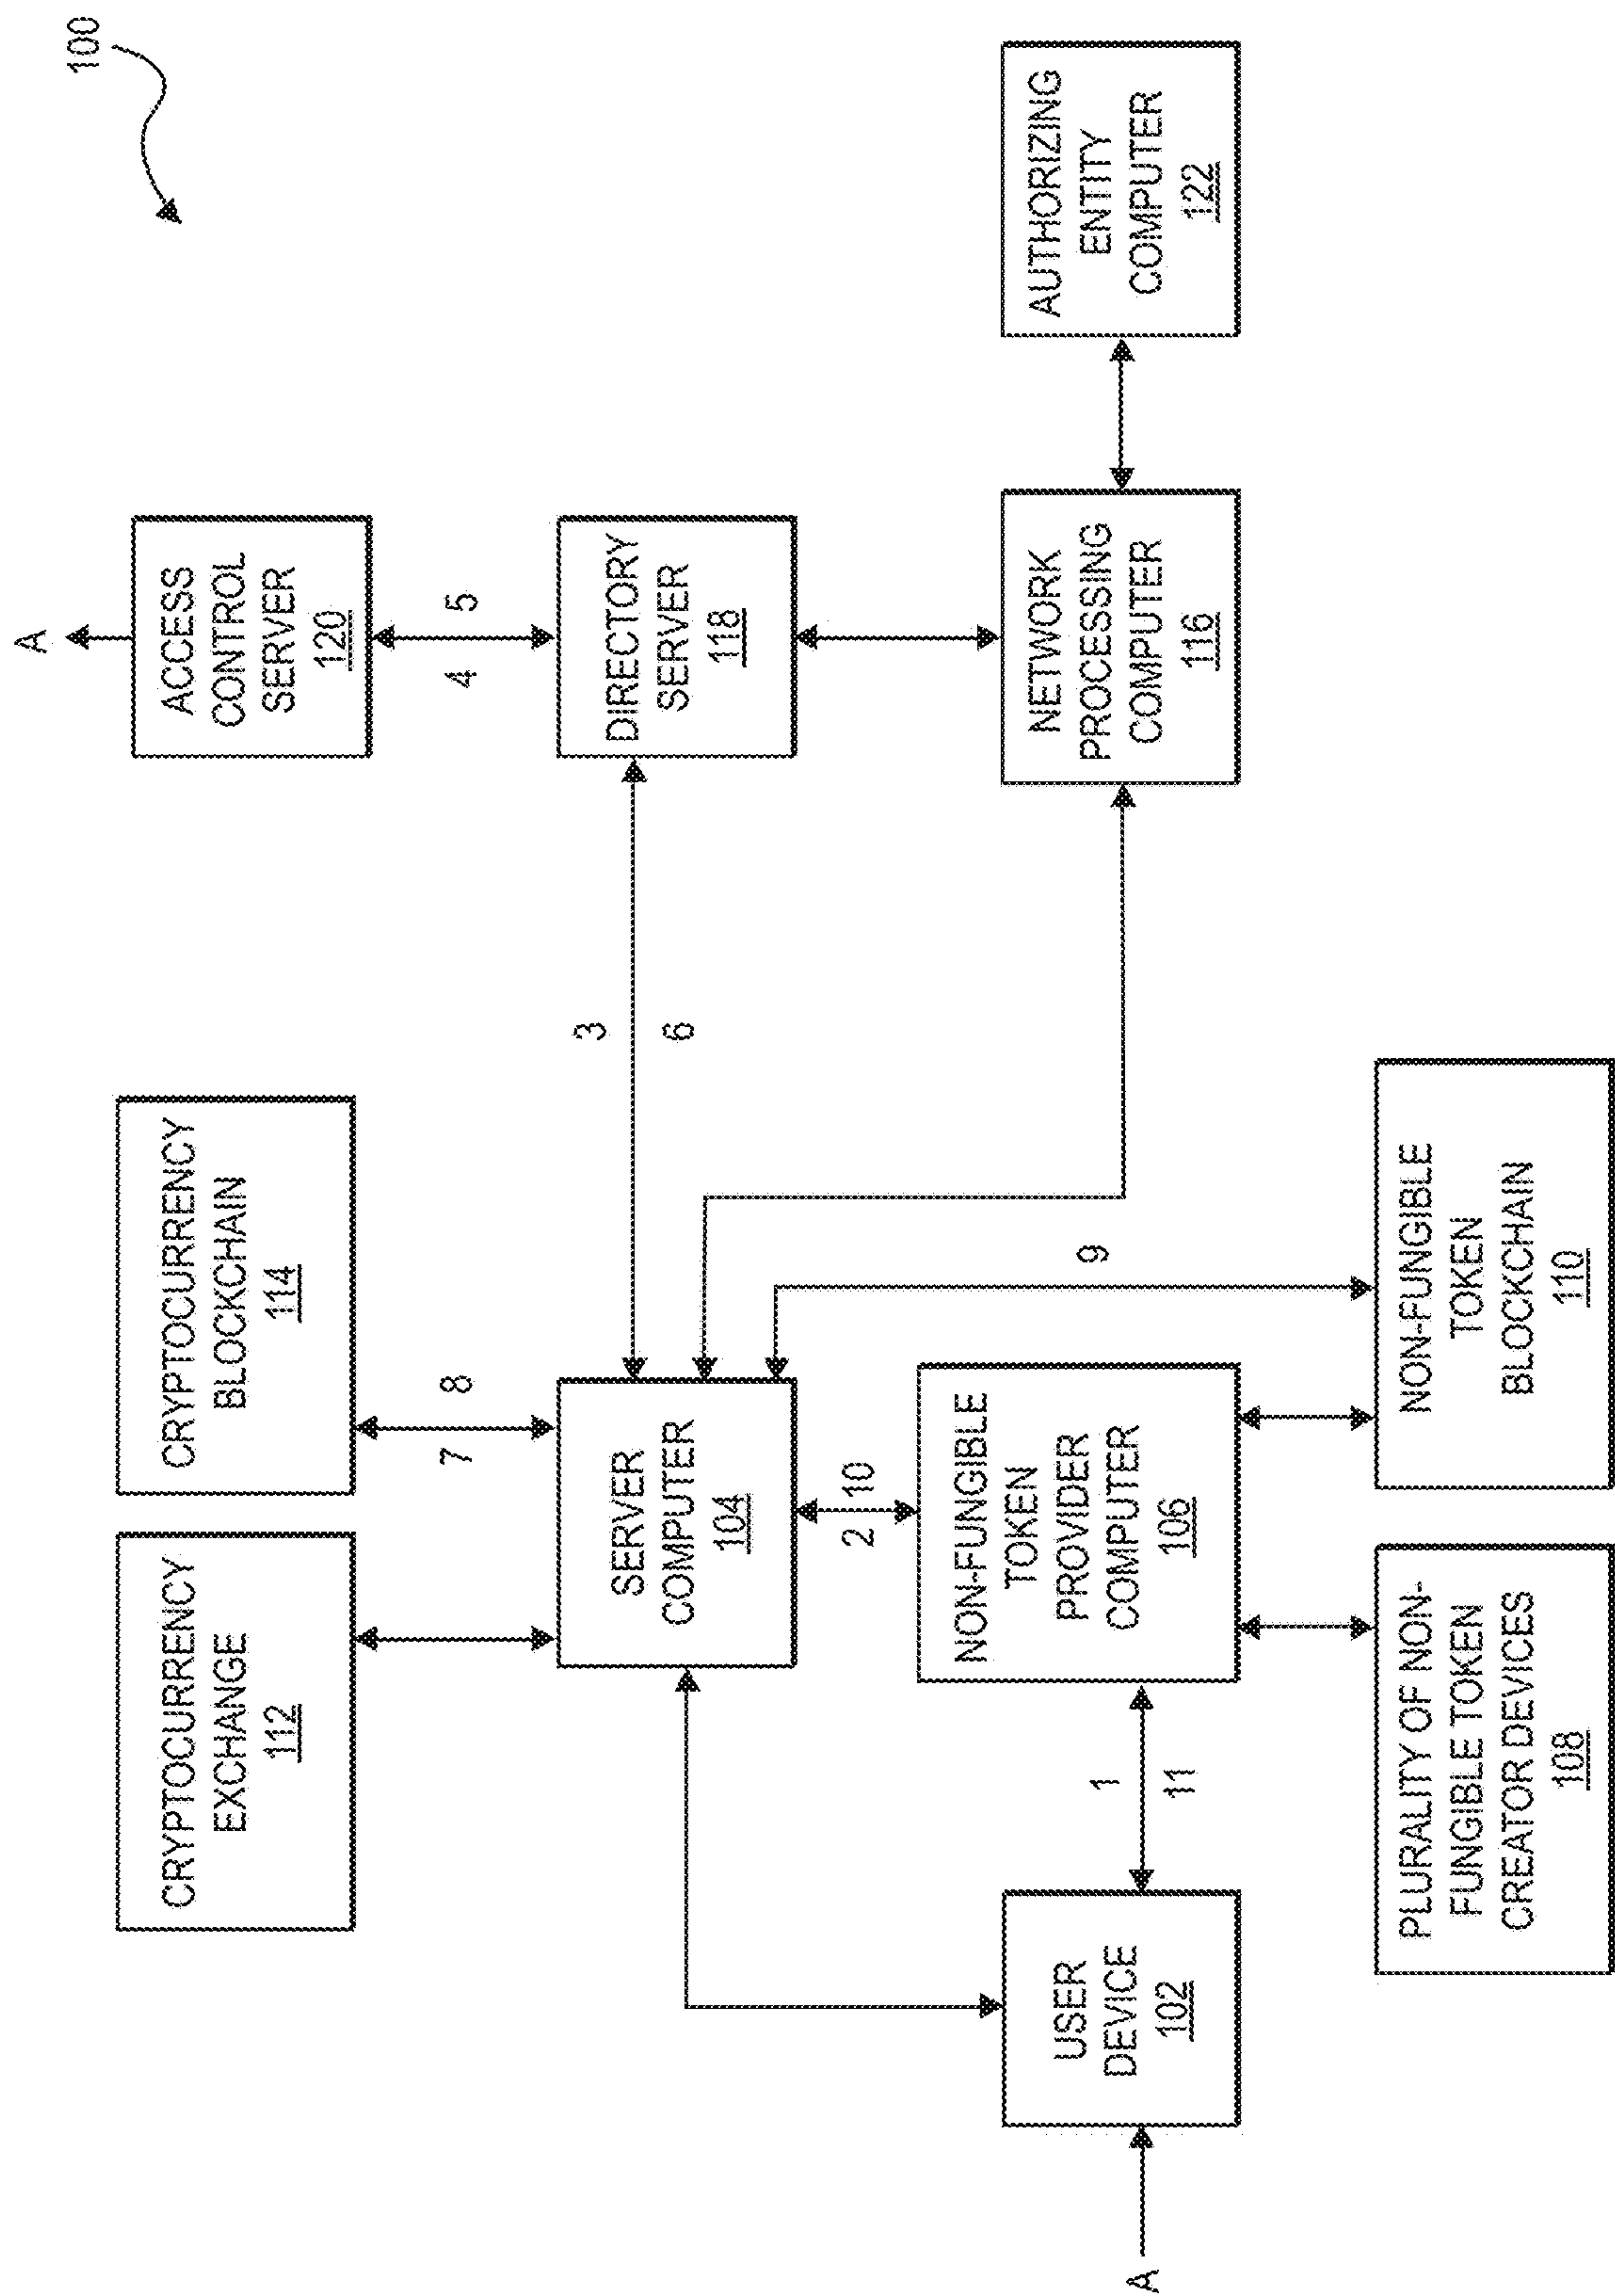 100
CRYPTOCURRENCY
EXCHANGE
112
CRYPTOCURRENCY
BLOCKCHAIN
114
A
ACCESS
CONTROL
SERVER
120
7
8
4
5
SERVER
COMPUTER
104
3
6
DIRECTORY
SERVER
118
2
10
9
A
USER
DEVICE
102
1
11
NON-FUNGIBLE
TOKEN
PROVIDER
COMPUTER
106
NETWORK
PROCESSING
COMPUTER
116
AUTHORIZING
ENTITY
COMPUTER
122
PLURALITY OF NON-
FUNGIBLE TOKEN
CREATOR DEVICES
108
NON-FUNGIBLE
TOKEN
BLOCKCHAIN
110